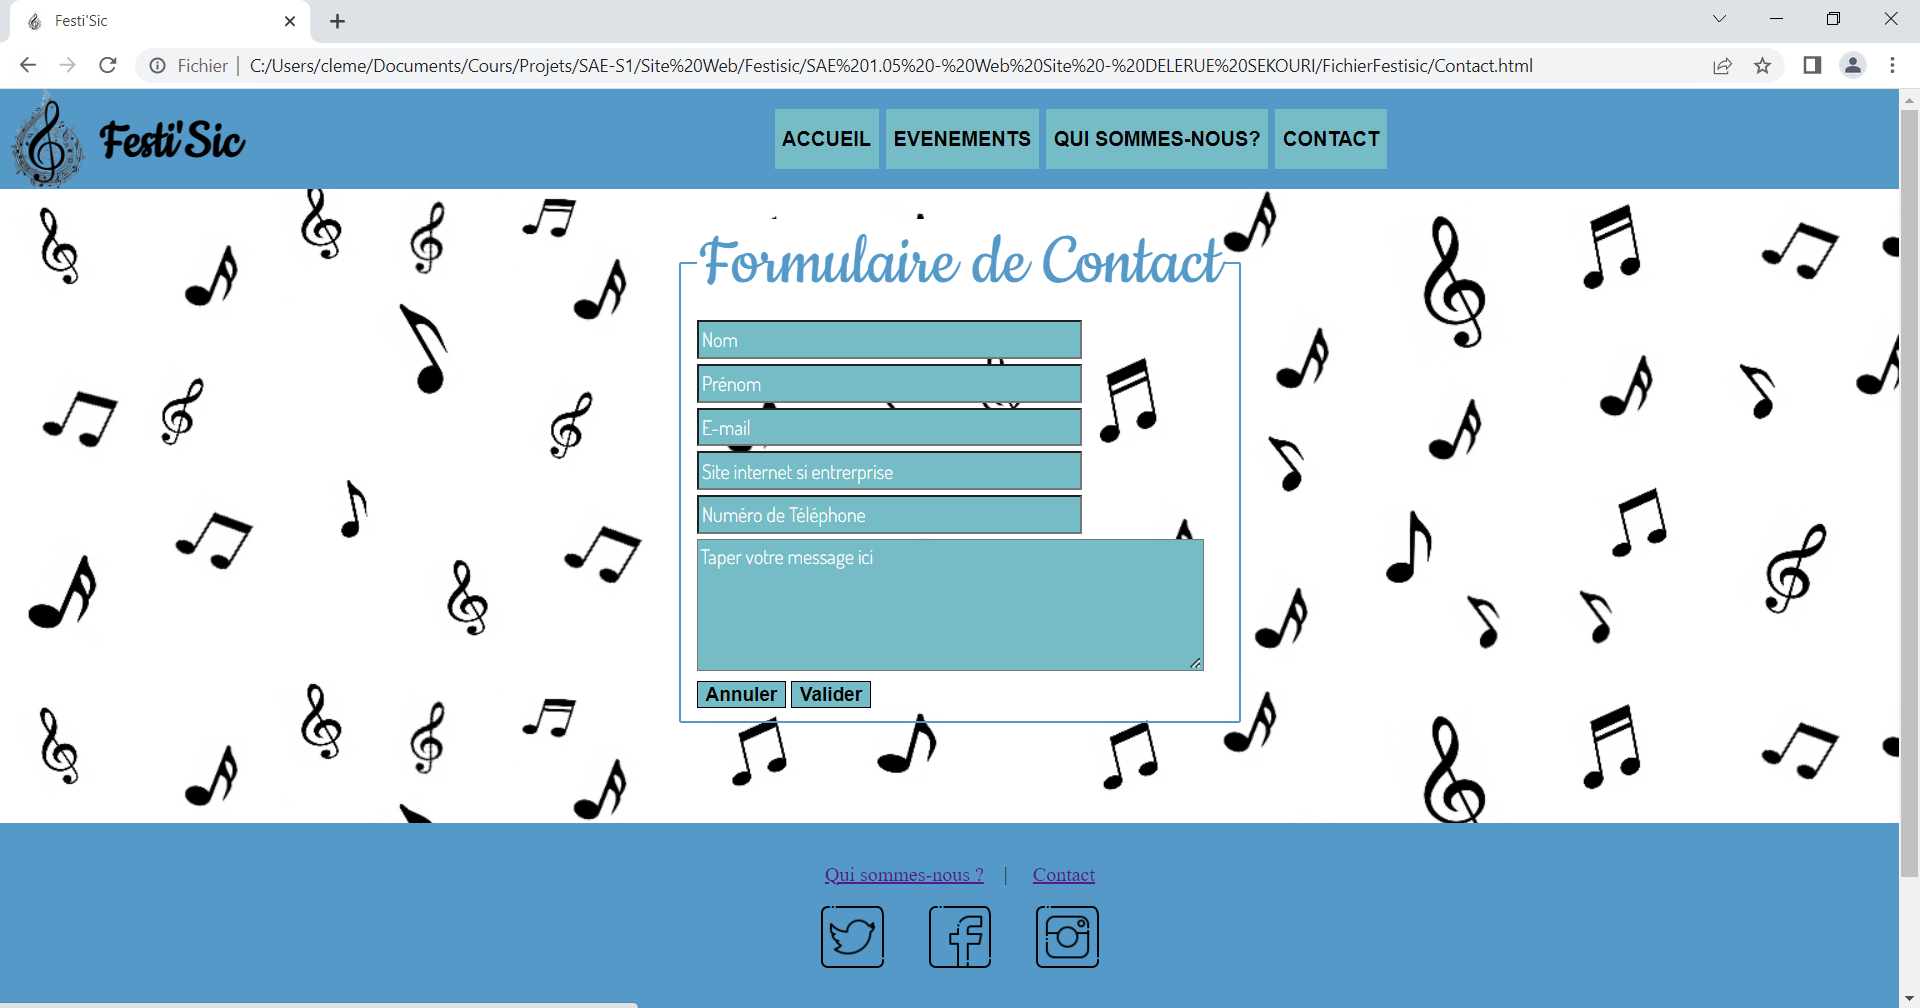 Festi'Sic
Fichier | C:/Users/cleme/Documents/Cours/Projets/SAE-S1/Site%20Web/Festisic/SAE%201.05%20-%20Web%20Site%20-%20DELERUE%20SEKOURI/FichierFestisic/Contact.html
Festi'Sic
ACCUEIL EVENEMENTS QUI SOMMES-NOUS? CONTACT
Formulaire de Contact
Nom
Prénom
E-mail
Site internet si entrerprise
Numéro de Téléphone
Taper votre message ici
Annuler Valider
Qui sommes-nous ? | Contact